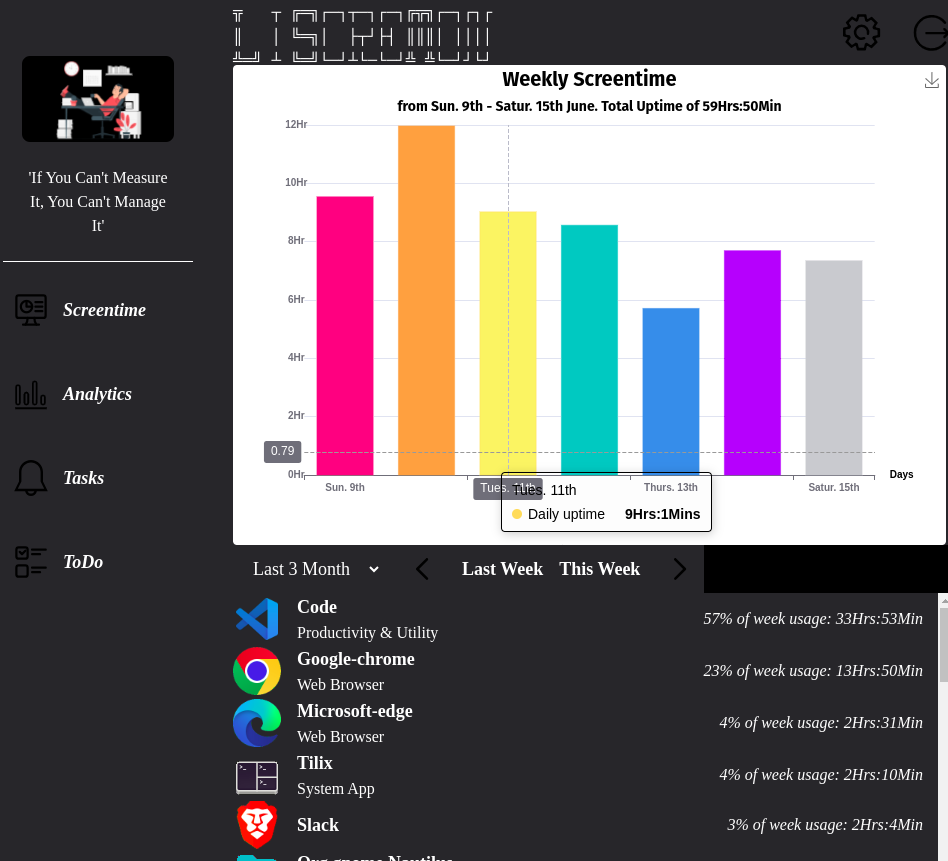 Weekly Screentime
from Sun. 9th - Satur. 15th June. Total Uptime of 59Hrs:50Min
12Hr
10Hr
8Hr
6Hr
4Hr
2Hr
0.79
0Hr
Days
Sun. 9th
Tues. 11th
Thurs. 13th
Satur. 15th
Tues. 11th
Daily uptime 9Hrs:1Mins
'If You Can't Measure
It, You Can't Manage
It'
Screentime
Analytics
Tasks
ToDo
Last 3 Month
Last Week
This Week
Code
57% of week usage: 33Hrs:53Min
Productivity & Utility
Google-chrome
23% of week usage: 13Hrs:50Min
Web Browser
Microsoft-edge
4% of week usage: 2Hrs:31Min
Web Browser
Tilix
4% of week usage: 2Hrs:10Min
System App
Slack
3% of week usage: 2Hrs:4Min
Org.gnome.Nautilus